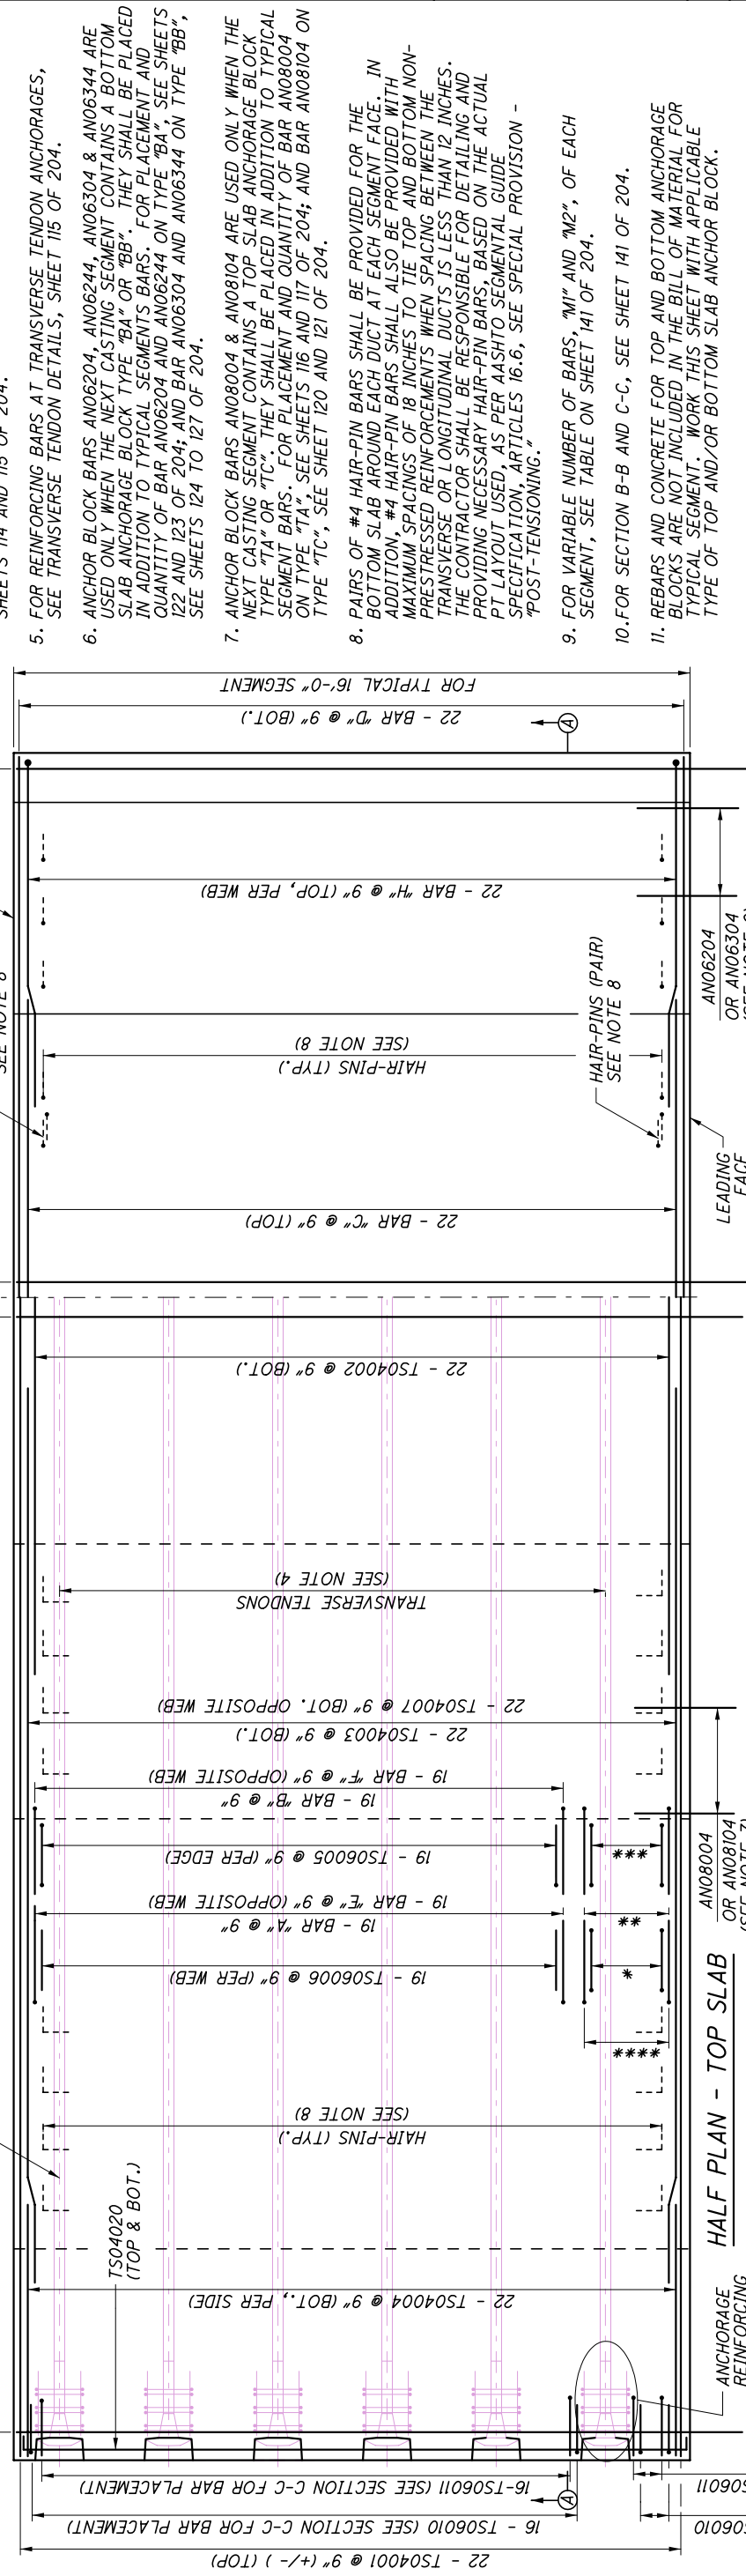 SHEETS 114 AND 115 OF 204.
5. FOR REINFORCING BARS AT TRANSVERSE TENDON ANCHORAGES,
SEE TRANSVERSE TENDON DETAILS, SHEET 115 OF 204.
6. ANCHOR BLOCK BARS AN06204, AN06244, AN06304 & AN06344 ARE
USED ONLY WHEN THE NEXT CASTING SEGMENT CONTAINS A BOTTOM
SLAB ANCHORAGE BLOCK TYPE "BA" OR "BB". THEY SHALL BE PLACED
IN ADDITION TO TYPICAL SEGMENTS BARS. FOR PLACEMENT AND
QUANTITY OF BAR AN06204 AND AN06244 ON TYPE "BA", SEE SHEETS
122 AND 123 OF 204; AND BAR AN06304 AND AN06344 ON TYPE "BB",
SEE SHEETS 124 TO 127 OF 204.
7. ANCHOR BLOCK BARS AN08004 & AN08104 ARE USED ONLY WHEN THE
NEXT CASTING SEGMENT CONTAINS A TOP SLAB ANCHORAGE BLOCK
TYPE "TA" OR "TC". THEY SHALL BE PLACED IN ADDITION TO TYPICAL
SEGMENT BARS. FOR PLACEMENT AND QUANTITY OF BAR AN08004
ON TYPE "TA", SEE SHEETS 116 AND 117 OF 204; AND BAR AN08104 ON
TYPE "TC", SEE SHEET 120 AND 121 OF 204.
8. PAIRS OF #4 HAIR-PIN BARS SHALL BE PROVIDED FOR THE
BOTTOM SLAB AROUND EACH DUCT AT EACH SEGMENT FACE. IN
ADDITION, #4 HAIR-PIN BARS SHALL ALSO BE PROVIDED WITH
MAXIMUM SPACINGS OF 18 INCHES TO TIE TOP AND BOTTOM NON-
PRESTRESSED REINFORCEMENTS WHEN SPACING BETWEEN THE
TRANSVERSE OR LONGITUDINAL DUCTS IS LESS THAN 12 INCHES.
THE CONTRACTOR SHALL BE RESPONSIBLE FOR DETAILING AND
PROVIDING NECESSARY HAIR-PIN BARS, BASED ON THE ACTUAL
PT LAYOUT USED, AS PER AASHTO SEGMENTAL GUIDE
SPECIFICATION, ARTICLES 16.6, SEE SPECIAL PROVISION -
"POST-TENSIONING."
9. FOR VARIABLE NUMBER OF BARS, "M1" AND "M2", OF EACH
SEGMENT, SEE TABLE ON SHEET 141 OF 204.
10. FOR SECTION B-B AND C-C, SEE SHEET 141 OF 204.
11. REBARS AND CONCRETE FOR TOP AND BOTTOM ANCHORAGE
BLOCKS ARE NOT INCLUDED IN THE BILL OF MATERIAL FOR
TYPICAL SEGMENT. WORK THIS SHEET WITH APPLICABLE
TYPE OF TOP AND/OR BOTTOM SLAB ANCHOR BLOCK.
FOR TYPICAL 16'-0" SEGMENT
22 - BAR "D" @ 9" (BOT.)
A
22 - BAR "H" @ 9" (TOP, PER WEB)
SEE NOTE 8
HAIR-PINS (TYP.)
(SEE NOTE 8)
HAIR-PINS (PAIR)
SEE NOTE 8
AN06204
OR AN06304
22 - BAR "C" @ 9" (TOP)
LEADING
FACE
22 - TS04002 @ 9" (BOT.)
TRANSVERSE TENDONS
(SEE NOTE 4)
22 - TS04007 @ 9" (BOT. OPPOSITE WEB)
22 - TS04003 @ 9" (BOT.)
19 - BAR "F" @ 9" (OPPOSITE WEB)
19 - BAR "B" @ 9"
19 - TS06005 @ 9" (PER EDGE)
***
19 - BAR "E" @ 9" (OPPOSITE WEB)
19 - BAR "A" @ 9"
**
19 - TS06006 @ 9" (PER WEB)
*
****
AN08004
OR AN08104
(SEE NOTE 7)
HAIR-PINS (TYP.)
(SEE NOTE 8)
TS04020
(TOP & BOT.)
22 - TS04004 @ 9" (BOT., PER SIDE)
HALF PLAN - TOP SLAB
ANCHORAGE
REINFORCING
16-TS06011 (SEE SECTION C-C FOR BAR PLACEMENT)
A
16 - TS06010 (SEE SECTION C-C FOR BAR PLACEMENT)
22 - TS04001 @ 9" (+/- ) (TOP)
S06011
S06010